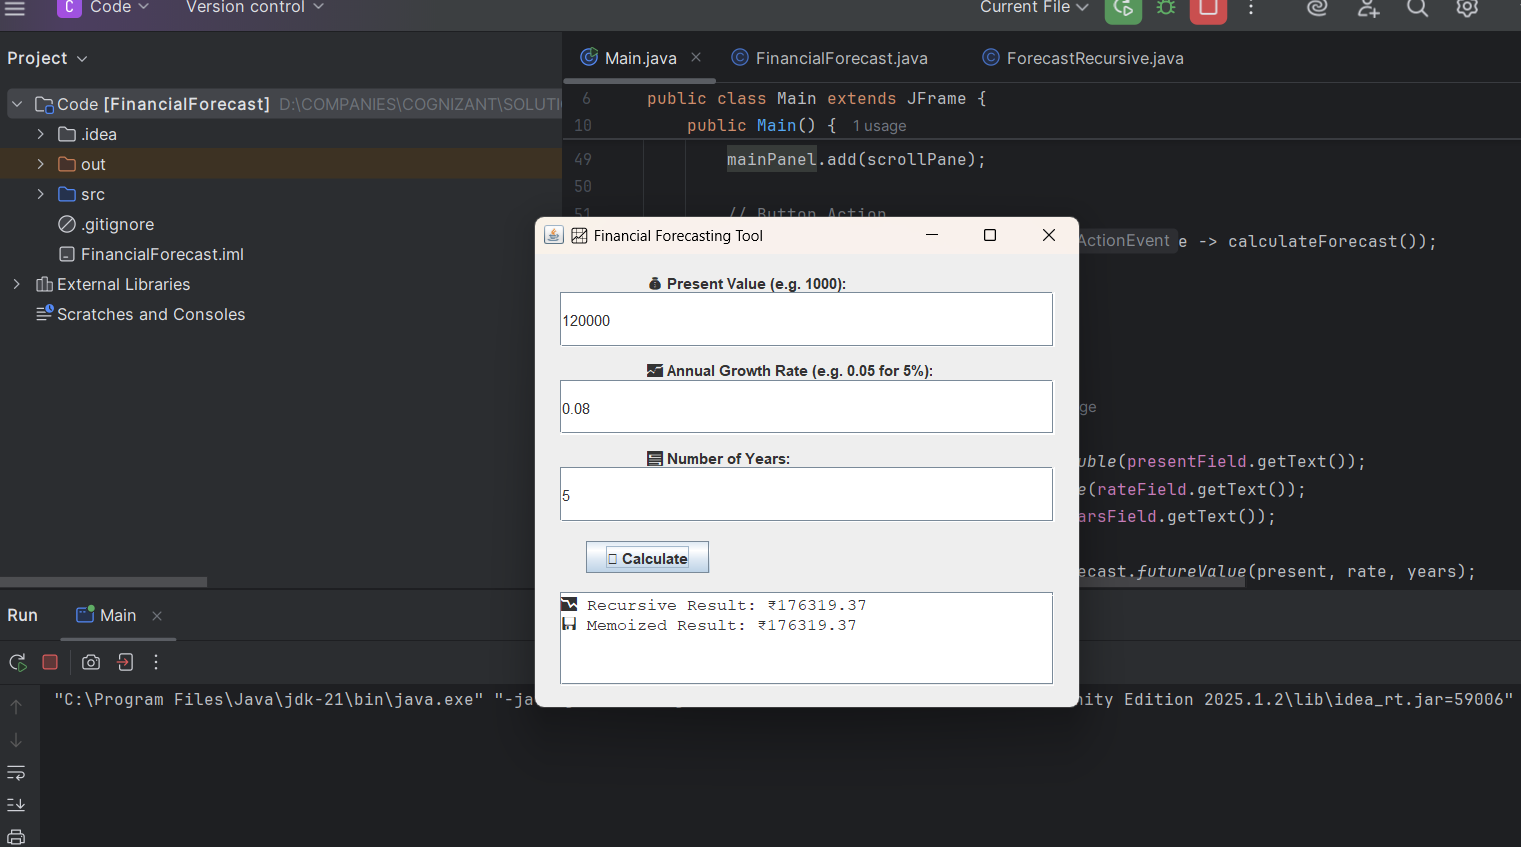 C Code Version control Current File
Project
Main.java FinancialForecast.java ForecastRecursive.java
Code [FinancialForecast] D:\COMPANIES\COGNIZANT\SOLUTI
.idea
out
src
.gitignore
FinancialForecast.iml
External Libraries
Scratches and Consoles
6 public class Main extends JFrame {
10 public Main() { 1 usage
49 mainPanel.add(scrollPane);
50
51 // Button Action
ActionEvent e -> calculateForecast());
ge
uble(presentField.getText());
e(rateField.getText());
arsField.getText());
ecast.futureValue(present, rate, years);
Financial Forecasting Tool
Present Value (e.g. 1000):
120000
Annual Growth Rate (e.g. 0.05 for 5%):
0.08
Number of Years:
5
Calculate
Recursive Result: ₹176319.37
Memoized Result: ₹176319.37
Run Main
"C:\Program Files\Java\jdk-21\bin\java.exe" "-ja
nity Edition 2025.1.2\lib\idea_rt.jar=59006"